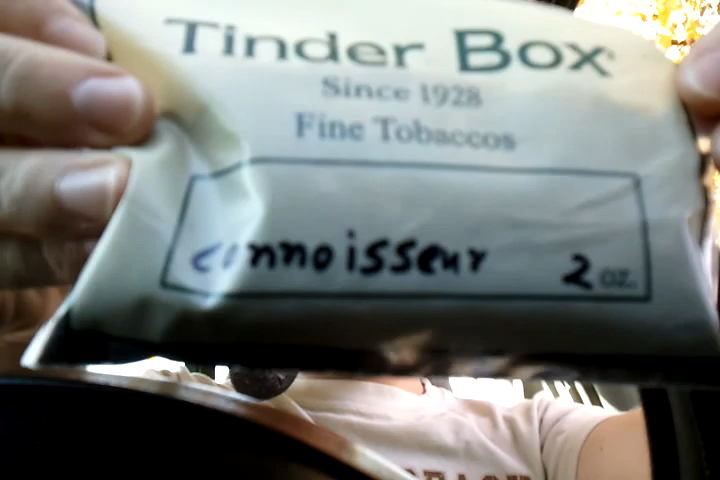 Tinder Box
Since 1928
Fine Tobaccos
connoisseur 2 oz.